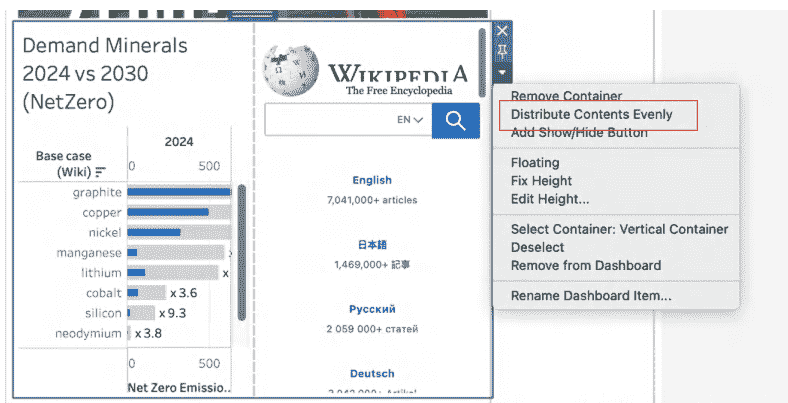 Demand Minerals
2024 vs 2030
(NetZero)
2024
Base case
(Wiki)
0 500
graphite
copper
nickel
manganese x
lithium x
cobalt x 3.6
silicon x 9.3
neodymium x 3.8
0 500
Net Zero Emissio..
WIKIPEDIA
The Free Encyclopedia
EN
English
7,041,000+ articles
日本語
1,469,000+ 記事
Русский
2 059 000+ статей
Deutsch
Remove Container
Distribute Contents Evenly
Add Show/Hide Button
Floating
Fix Height
Edit Height...
Select Container: Vertical Container
Deselect
Remove from Dashboard
Rename Dashboard Item...